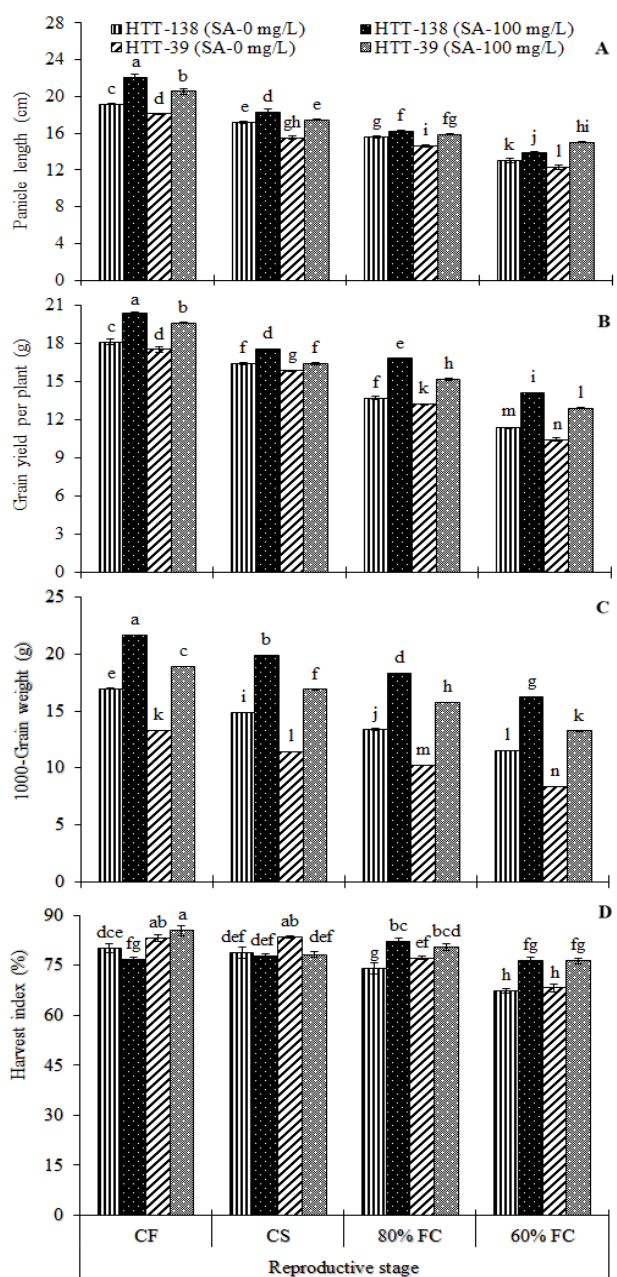 HTT-138 (SA-0 mg/L) HTT-138 (SA-100 mg/L)
HTT-39 (SA-0 mg/L) HTT-39 (SA-100 mg/L)
A
Panicle length (cm)
28
24
20
16
12
8
4
0
c a d b e d gh e g f i fg k j l hi
B
Grain yield per plant (g)
21
18
15
12
9
6
3
0
c a d b f d g f f e k h m i n l
C
1000-Grain weight (g)
25
20
15
10
5
0
e a k c i b l f j d m h l g n k
D
Harvest index (%)
90
75
60
45
30
15
0
dce fg ab a def def ab def g bc ef bcd h fg h fg
CF CS 80% FC 60% FC
Reproductive stage